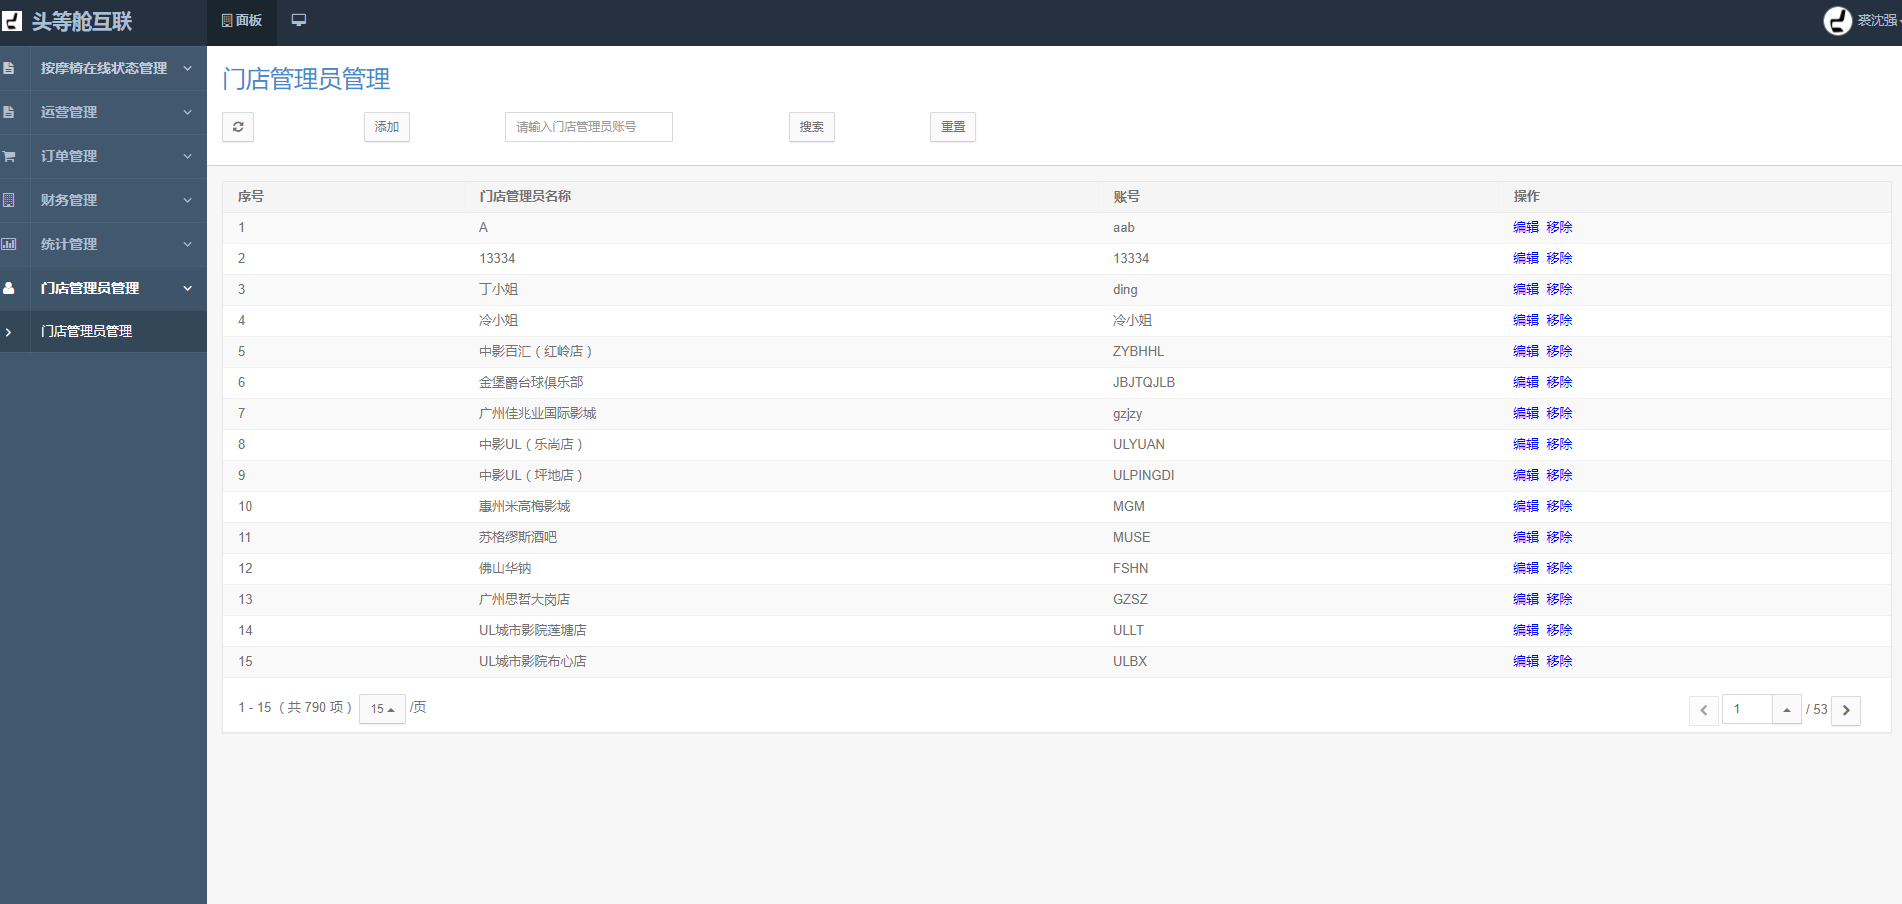 头等舱互联
面板
裘沈强
按摩椅在线状态管理
运营管理
订单管理
财务管理
统计管理
门店管理员管理
门店管理员管理
门店管理员管理
添加 请输入门店管理员账号 搜索 重置
序号 门店管理员名称 账号 操作
1 A aab 编辑 移除
2 13334 13334 编辑 移除
3 丁小姐 ding 编辑 移除
4 冷小姐 冷小姐 编辑 移除
5 中影百汇（红岭店） ZYBHHL 编辑 移除
6 金堡爵台球俱乐部 JBJTQJLB 编辑 移除
7 广州佳兆业国际影城 gzjzy 编辑 移除
8 中影UL（乐尚店） ULYUAN 编辑 移除
9 中影UL（坪地店） ULPINGDI 编辑 移除
10 惠州米高梅影城 MGM 编辑 移除
11 苏格缪斯酒吧 MUSE 编辑 移除
12 佛山华钠 FSHN 编辑 移除
13 广州思哲大岗店 GZSZ 编辑 移除
14 UL城市影院莲塘店 ULLT 编辑 移除
15 UL城市影院布心店 ULBX 编辑 移除
1 - 15 （共 790 项） 15 /页 1 / 53